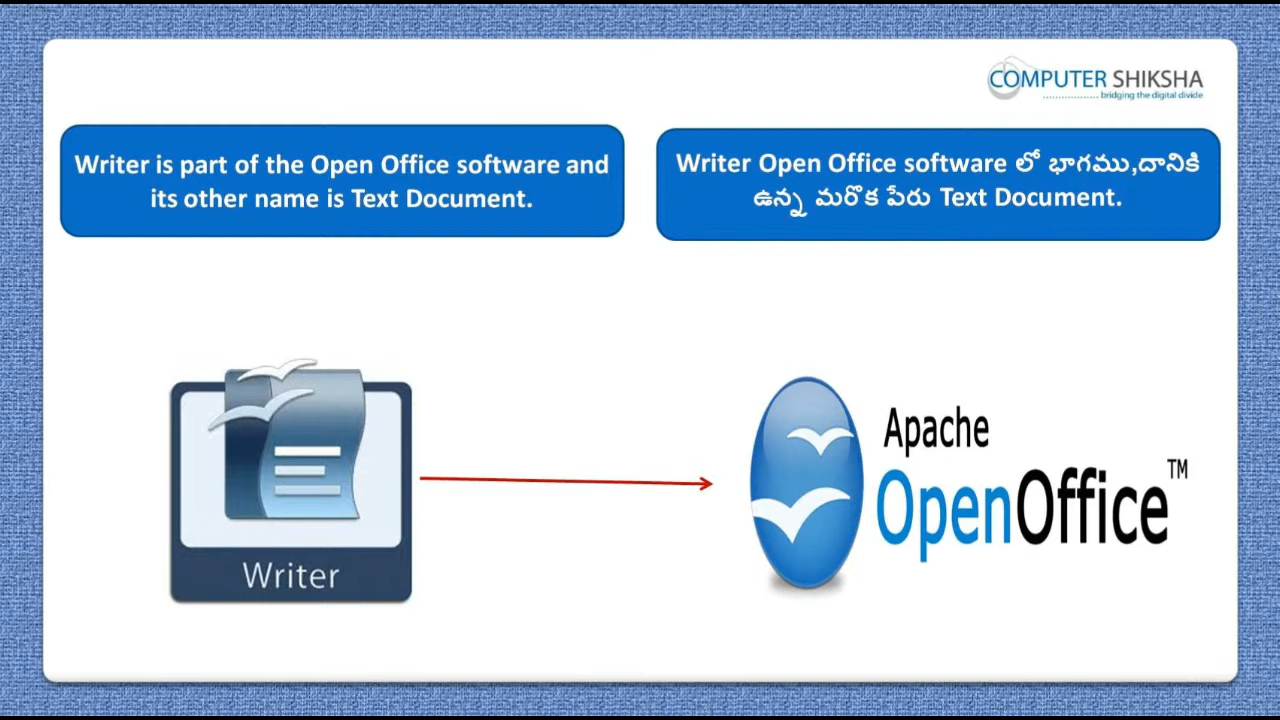 COMPUTER SHIKSHA
..................... bridging the digital divide
Writer is part of the Open Office software and
its other name is Text Document.
Writer Open Office software లో భాగము,దానికి
ఉన్న మరొక పేరు Text Document.
Writer
Apache
OpenOffice™